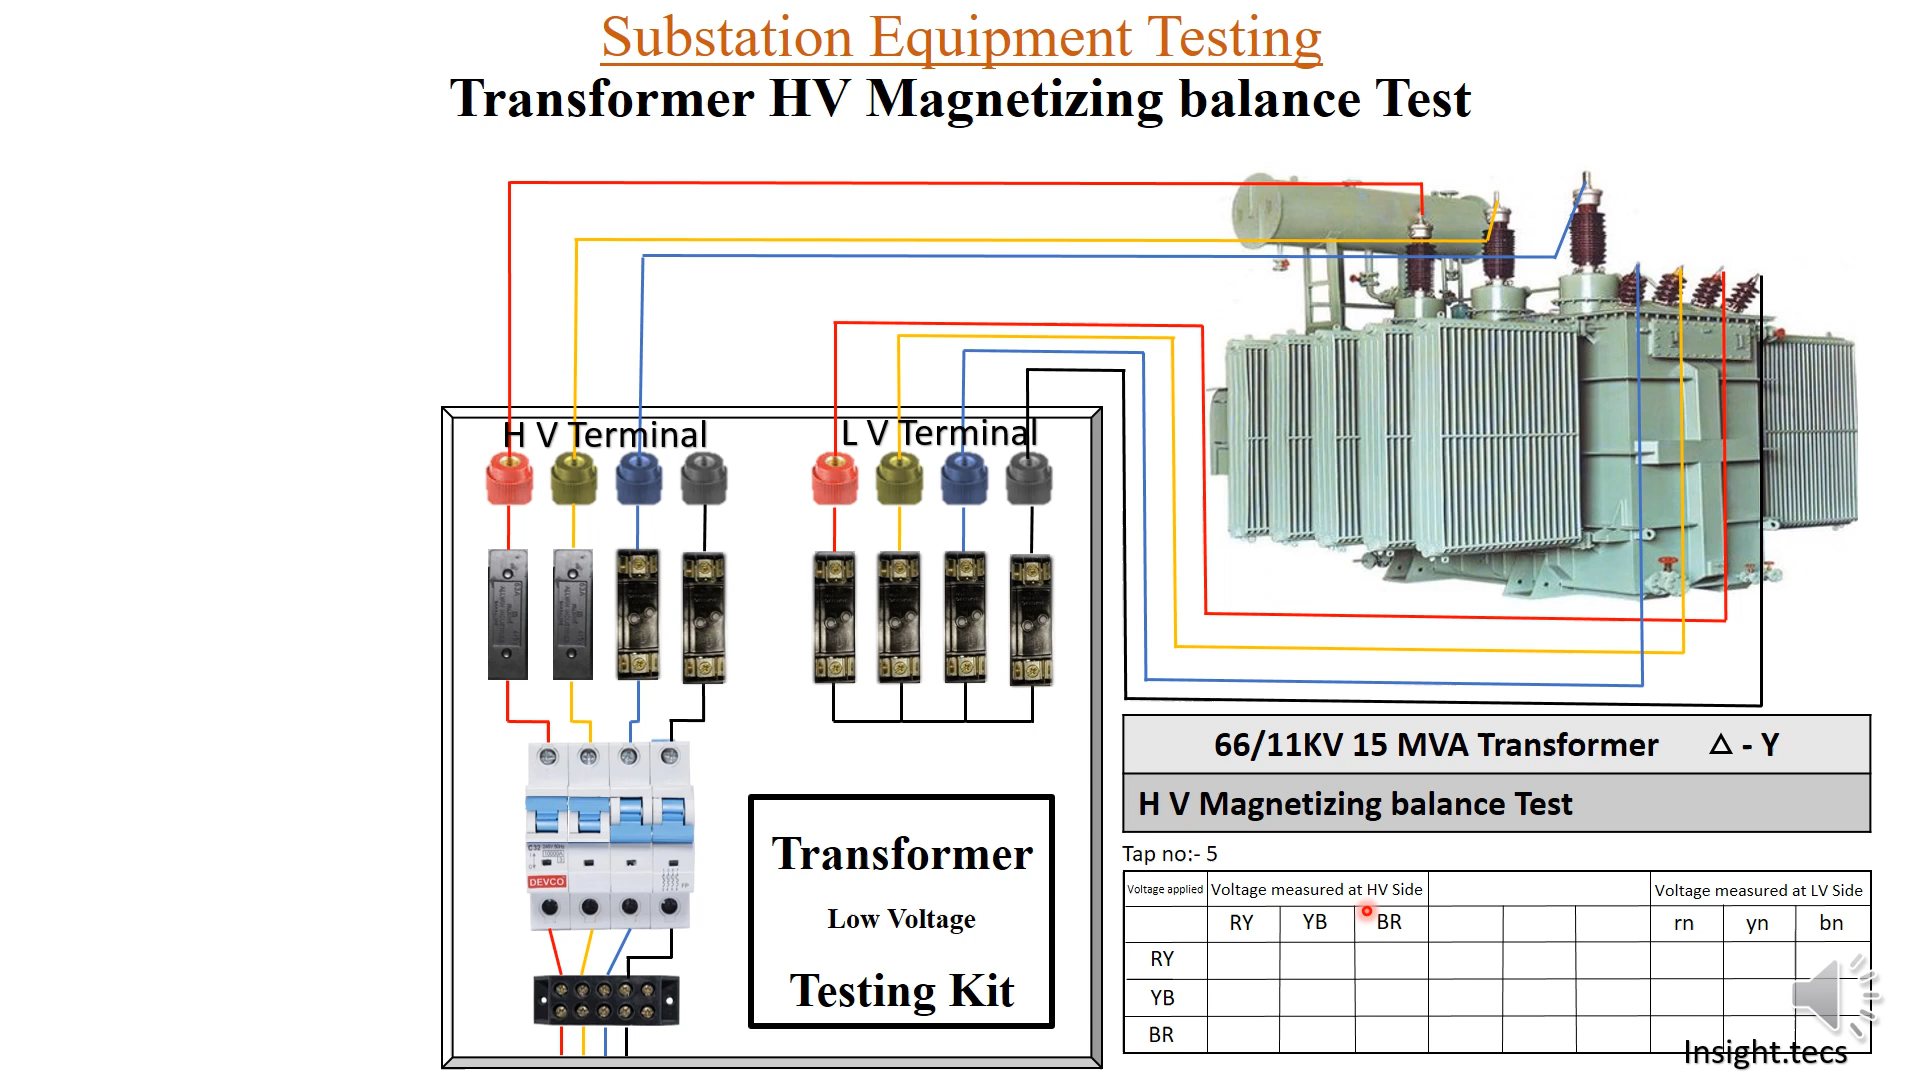 Substation Equipment Testing
Transformer HV Magnetizing balance Test
H V Terminal
L V Terminal
C32
DEVCO
Transformer
Low Voltage
Testing Kit
66/11KV 15 MVA Transformer △ - Y
H V Magnetizing balance Test
Tap no:- 5
Voltage applied Voltage measured at HV Side Voltage measured at LV Side
RY YB BR rn yn bn
RY
YB
BR
Insight.tecs